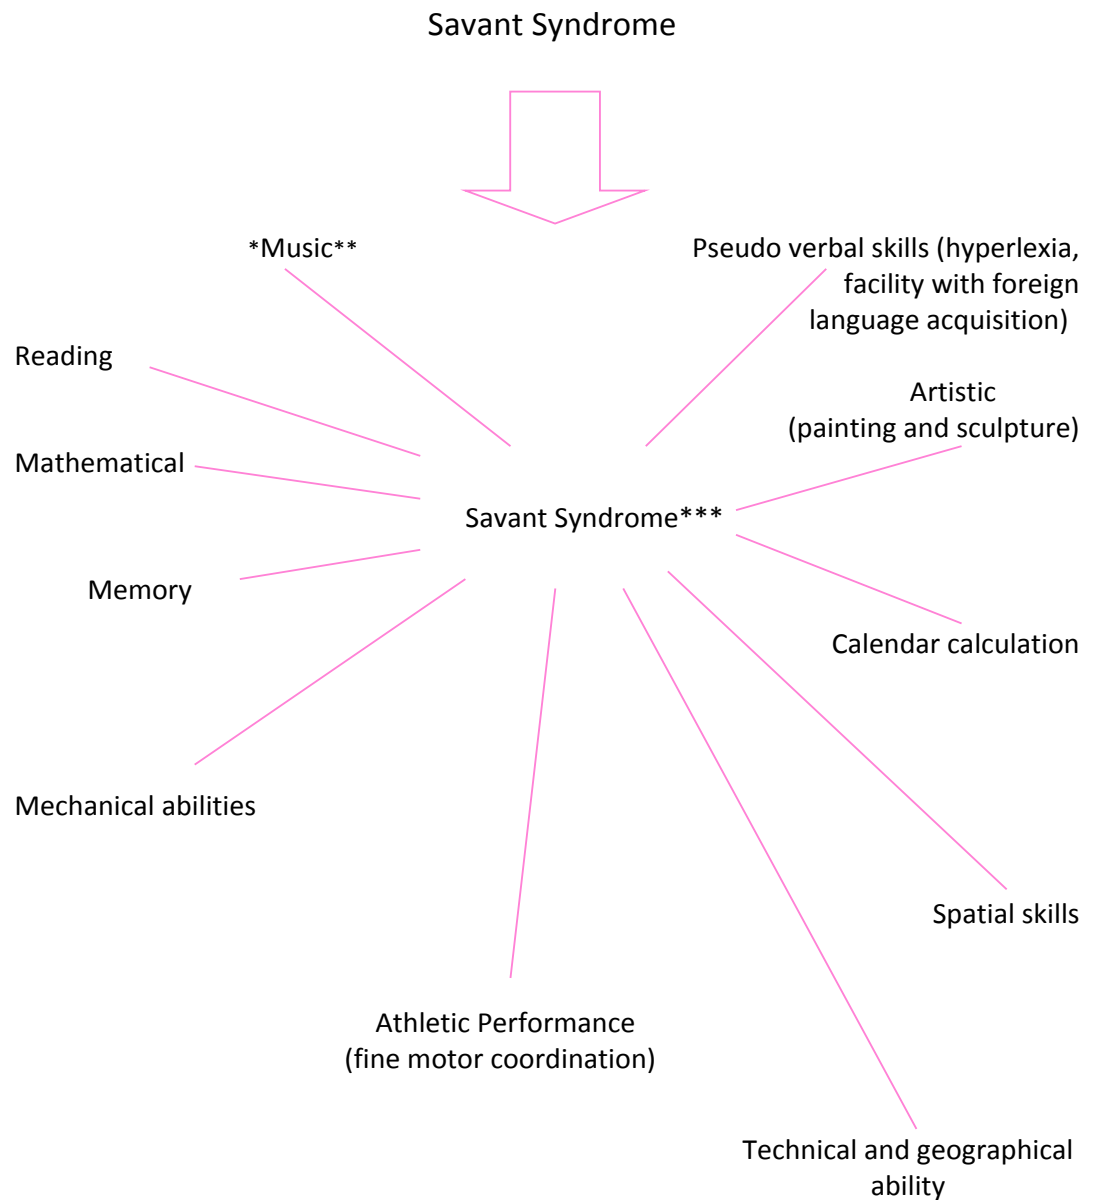 Savant Syndrome
*Music**
Pseudo verbal skills (hyperlexia,
facility with foreign
language acquisition)
Reading
Artistic
(painting and sculpture)
Mathematical
Savant Syndrome***
Memory
Calendar calculation
Mechanical abilities
Spatial skills
Athletic Performance
(fine motor coordination)
Technical and geographical
ability